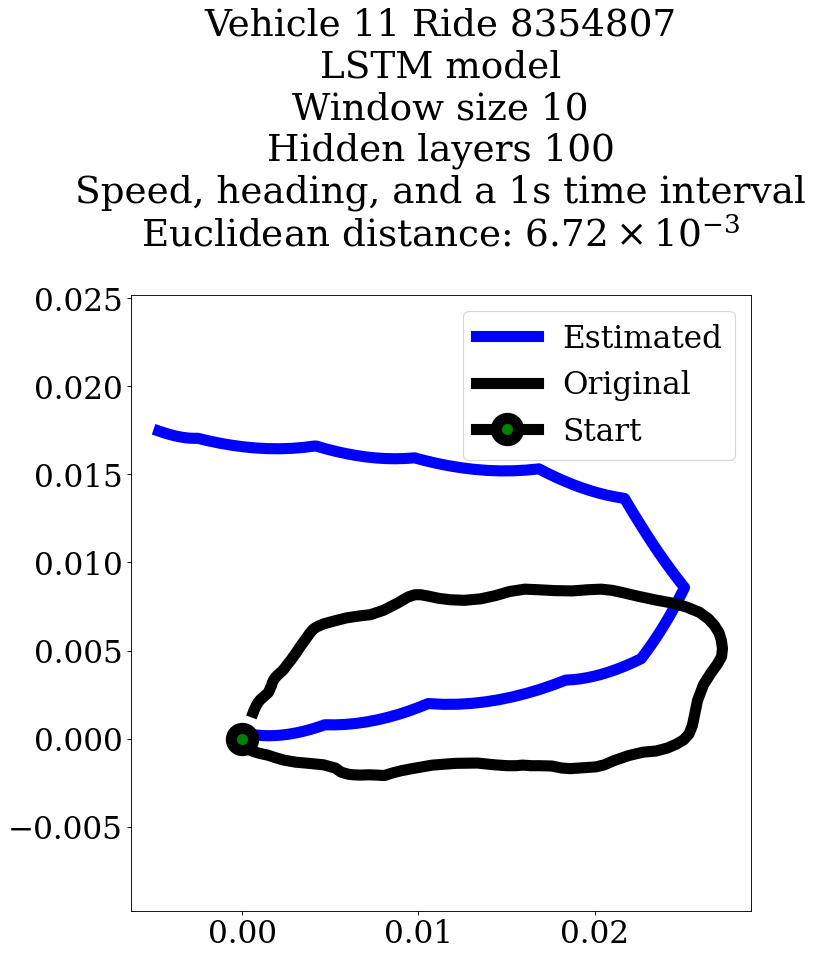 Vehicle 11 Ride 8354807
LSTM model
Window size 10
Hidden layers 100
Speed, heading, and a 1s time interval
Euclidean distance: 6.72 × 10⁻³
0.025
0.020
0.015
0.010
0.005
0.000
−0.005
Estimated
Original
Start
0.00 0.01 0.02